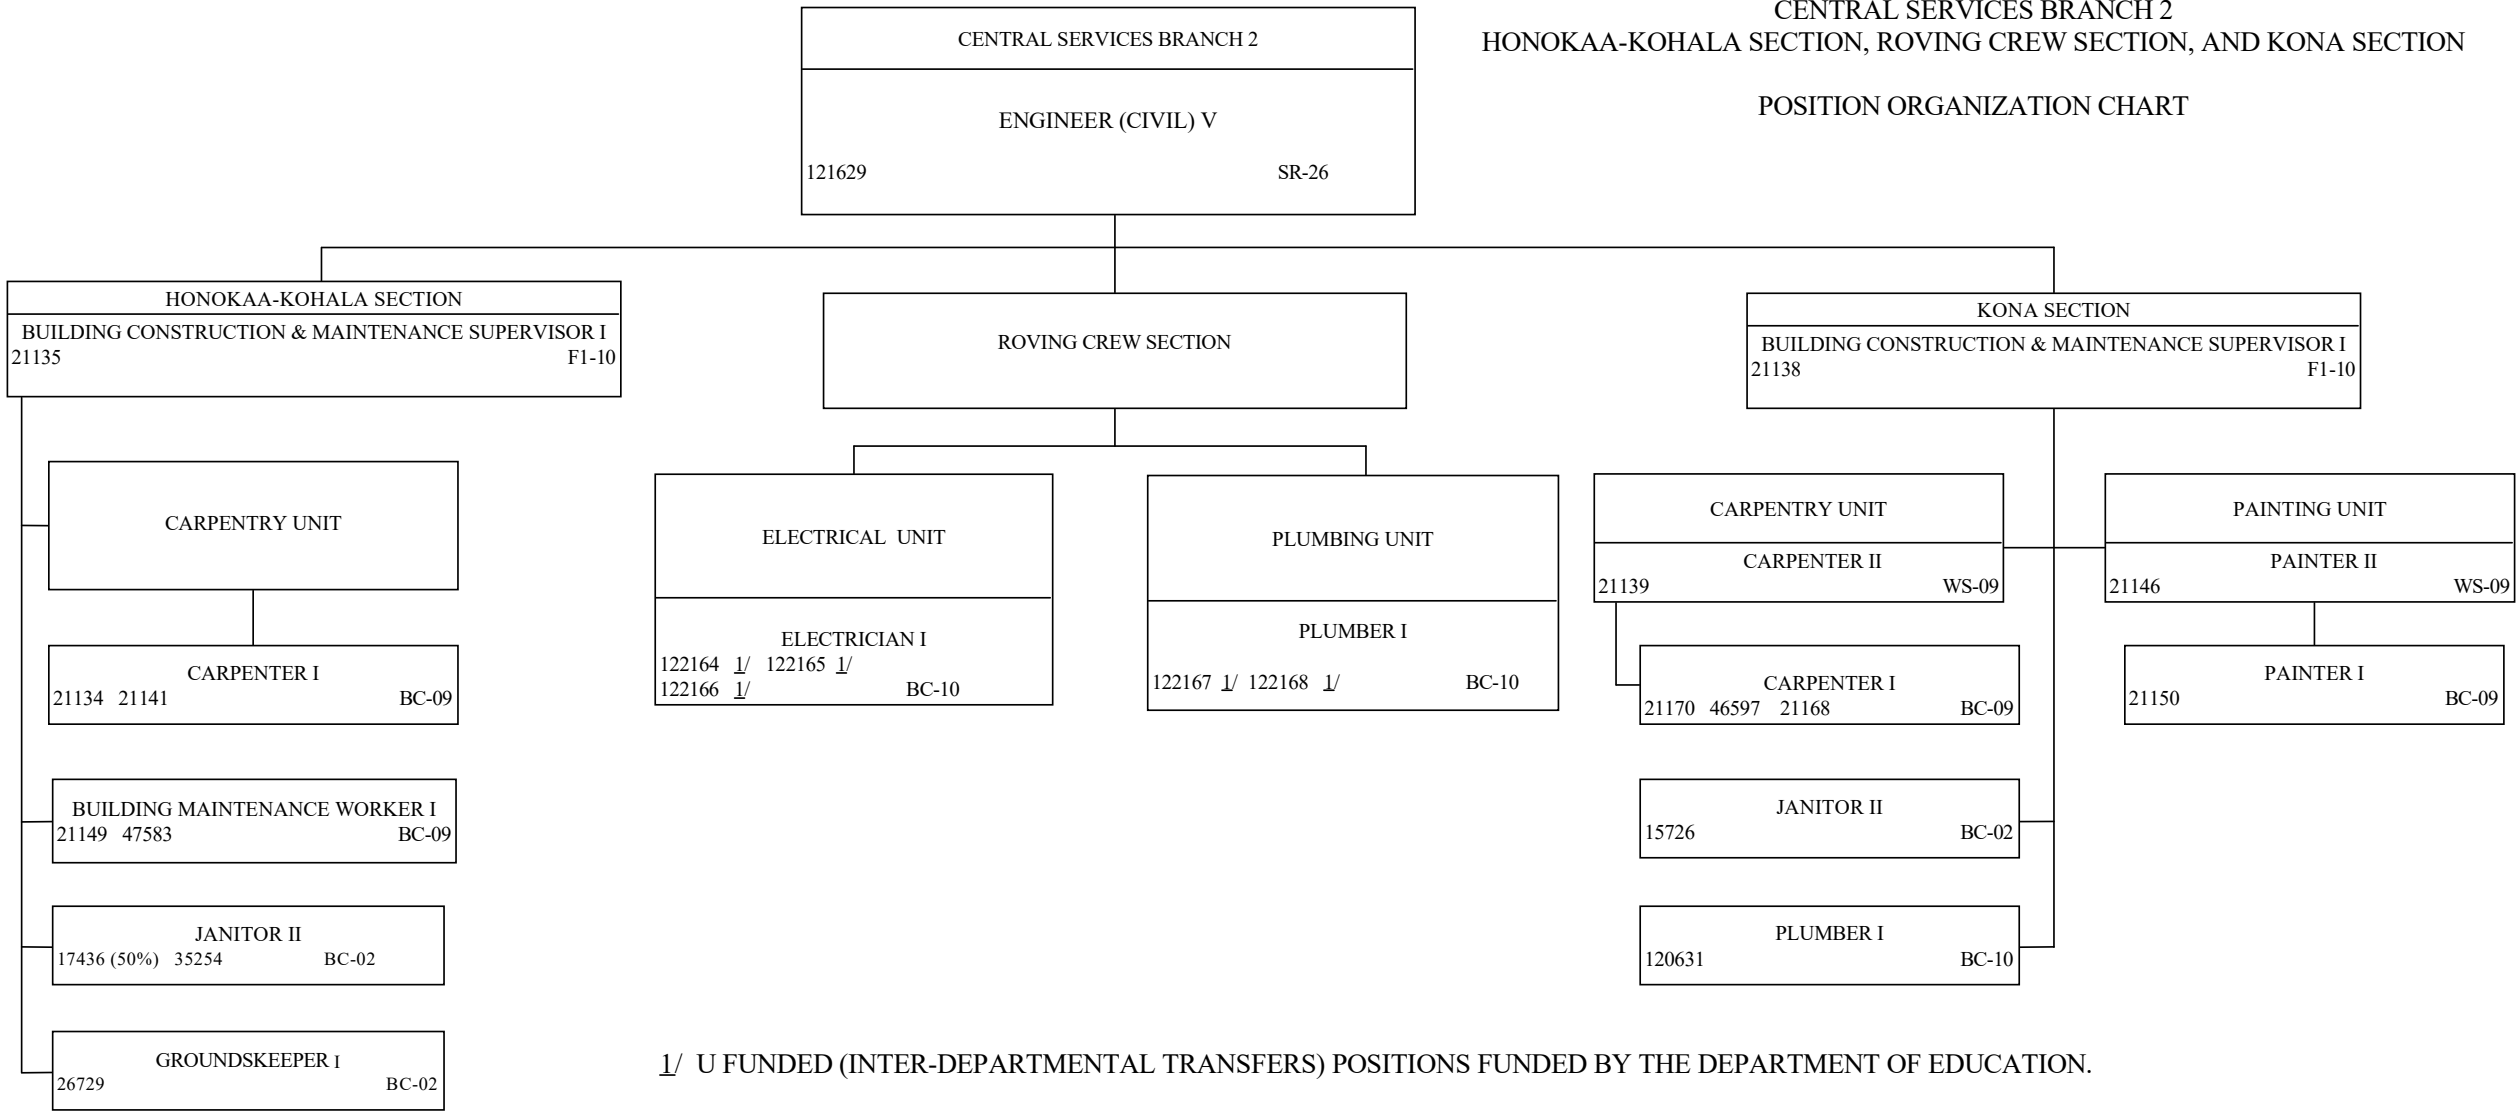 CENTRAL SERVICES BRANCH 2
HONOKAA-KOHALA SECTION, ROVING CREW SECTION, AND KONA SECTION
POSITION ORGANIZATION CHART
CENTRAL SERVICES BRANCH 2
ENGINEER (CIVIL) V
121629 SR-26
HONOKAA-KOHALA SECTION
BUILDING CONSTRUCTION & MAINTENANCE SUPERVISOR I
21135 F1-10
CARPENTRY UNIT
CARPENTER I
21134 21141 BC-09
BUILDING MAINTENANCE WORKER I
21149 47583 BC-09
JANITOR II
17436 (50%) 35254 BC-02
GROUNDSKEEPER I
26729 BC-02
ROVING CREW SECTION
ELECTRICAL UNIT
ELECTRICIAN I
122164 1/ 122165 1/
122166 1/ BC-10
PLUMBING UNIT
PLUMBER I
122167 1/ 122168 1/ BC-10
KONA SECTION
BUILDING CONSTRUCTION & MAINTENANCE SUPERVISOR I
21138 F1-10
CARPENTRY UNIT
CARPENTER II
21139 WS-09
CARPENTER I
21170 46597 21168 BC-09
PAINTING UNIT
PAINTER II
21146 WS-09
PAINTER I
21150 BC-09
JANITOR II
15726 BC-02
PLUMBER I
120631 BC-10
1/ U FUNDED (INTER-DEPARTMENTAL TRANSFERS) POSITIONS FUNDED BY THE DEPARTMENT OF EDUCATION.